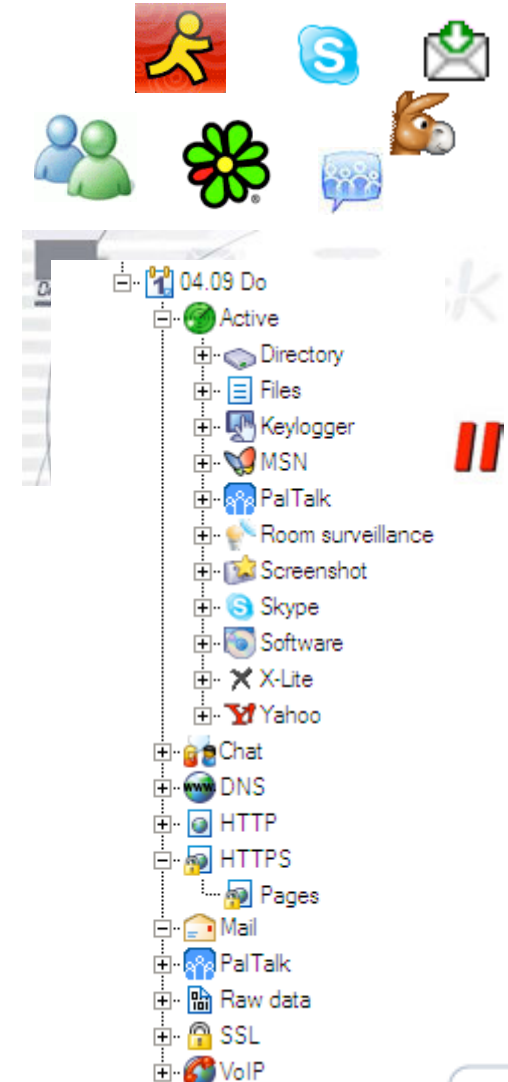 04.09 Do
Active
Directory
Files
Keylogger
MSN
PalTalk
Room surveillance
Screenshot
Skype
Software
X-Lite
Yahoo
Chat
DNS
HTTP
HTTPS
Pages
Mail
PalTalk
Raw data
SSL
VoIP